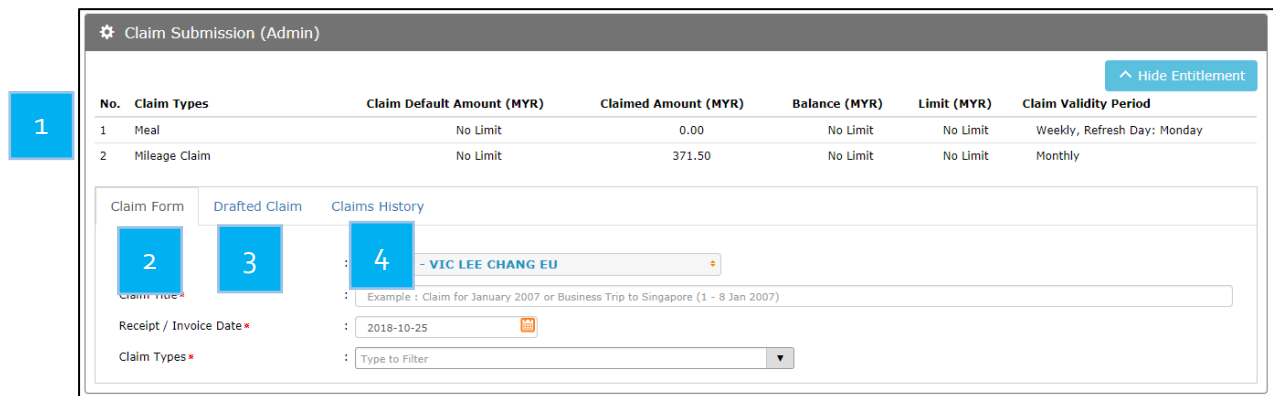 Claim Submission (Admin)
Hide Entitlement
No. Claim Types Claim Default Amount (MYR) Claimed Amount (MYR) Balance (MYR) Limit (MYR) Claim Validity Period
1
1 Meal No Limit 0.00 No Limit No Limit Weekly, Refresh Day: Monday
2 Mileage Claim No Limit 371.50 No Limit No Limit Monthly
Claim Form Drafted Claim Claims History
2 3 4
: - VIC LEE CHANG EU
Claim Title* : Example : Claim for January 2007 or Business Trip to Singapore (1 - 8 Jan 2007)
Receipt / Invoice Date* : 2018-10-25
Claim Types* : Type to Filter